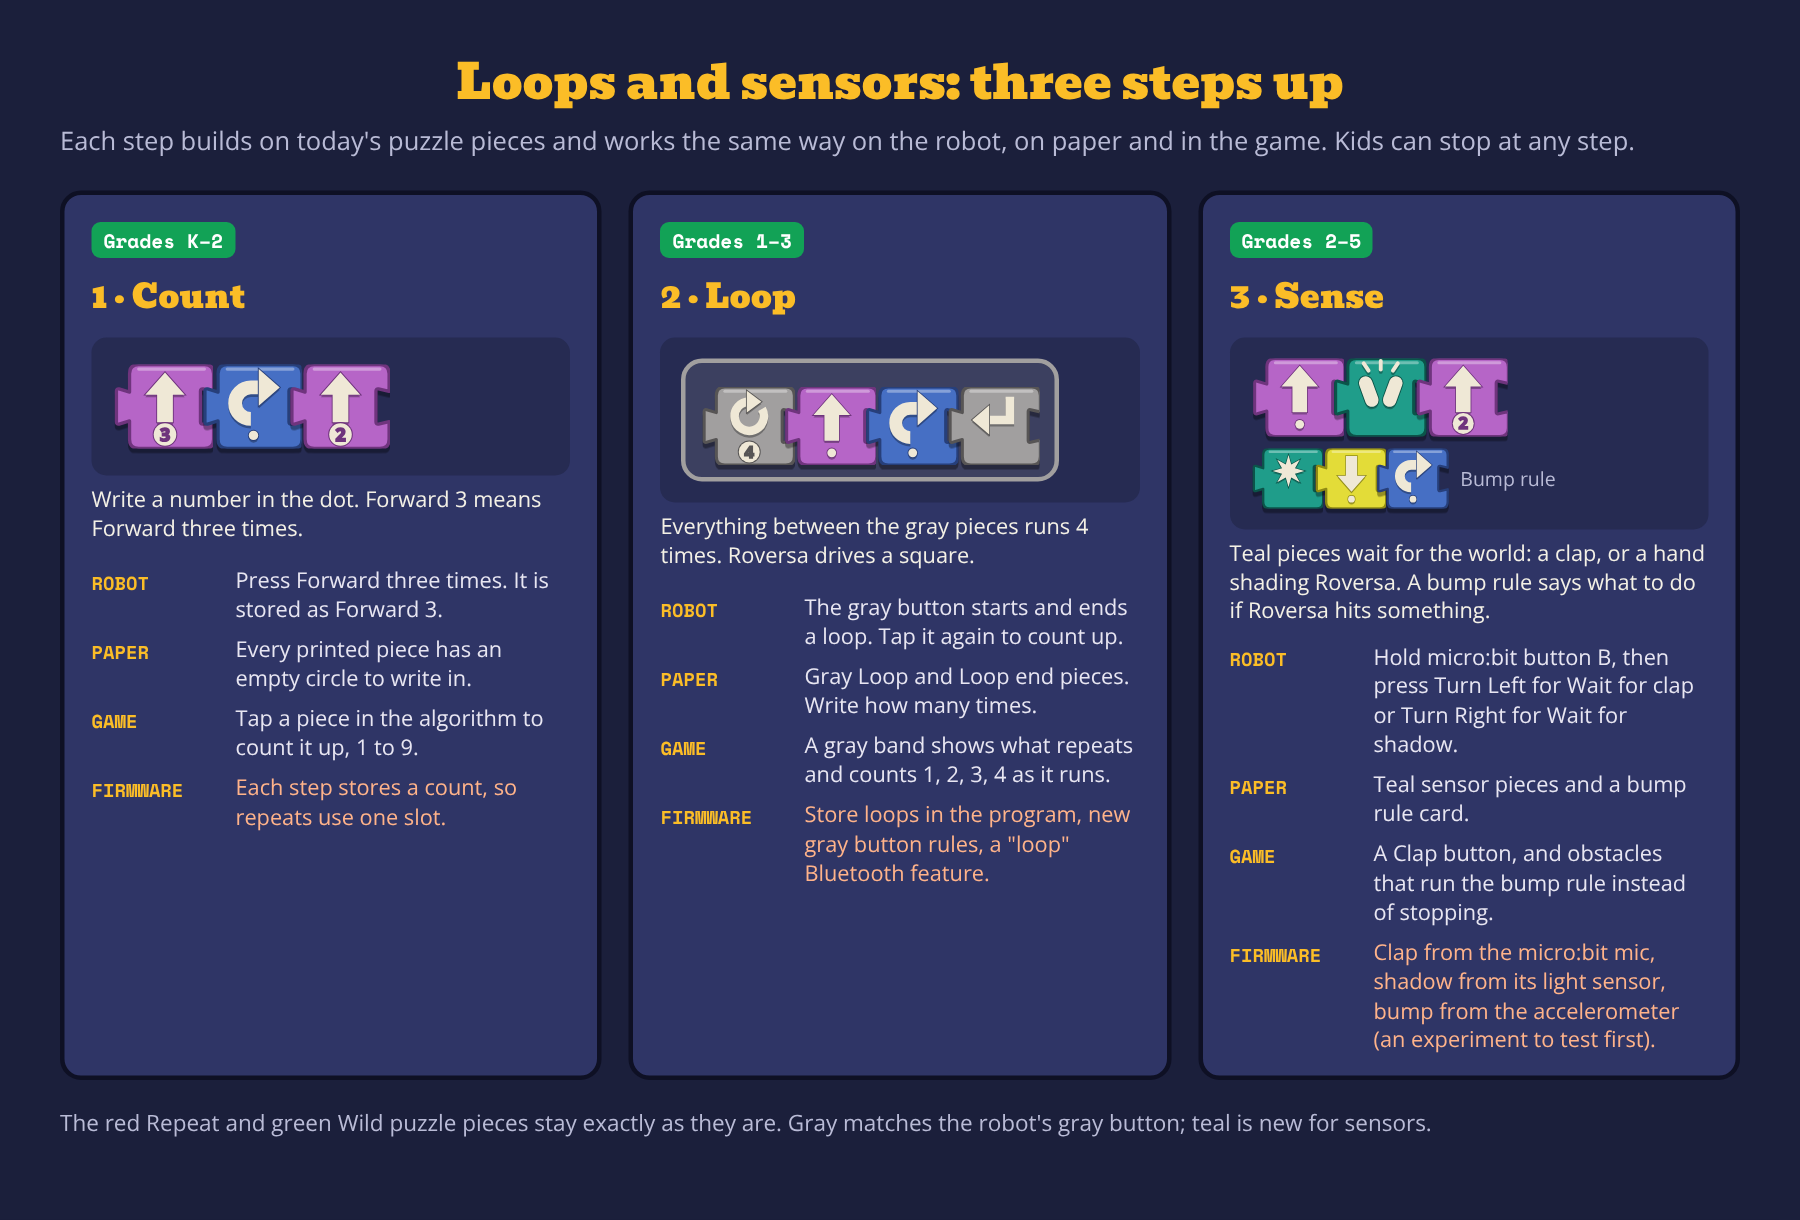 Loops and sensors: three steps up
Each step builds on today's puzzle pieces and works the same way on the robot, on paper and in the game. Kids can stop at any step.
Grades K–2
1 · Count
3
2
Write a number in the dot. Forward 3 means
Forward three times.
ROBOT
Press Forward three times. It is
stored as Forward 3.
PAPER
Every printed piece has an
empty circle to write in.
GAME
Tap a piece in the algorithm to
count it up, 1 to 9.
FIRMWARE
Each step stores a count, so
repeats use one slot.
Grades 1–3
2 · Loop
4
Everything between the gray pieces runs 4
times. Roversa drives a square.
ROBOT
The gray button starts and ends
a loop. Tap it again to count up.
PAPER
Gray Loop and Loop end pieces.
Write how many times.
GAME
A gray band shows what repeats
and counts 1, 2, 3, 4 as it runs.
FIRMWARE
Store loops in the program, new
gray button rules, a "loop"
Bluetooth feature.
Grades 2–5
3 · Sense
2
Bump rule
Teal pieces wait for the world: a clap, or a hand
shading Roversa. A bump rule says what to do
if Roversa hits something.
ROBOT
Hold micro:bit button B, then
press Turn Left for Wait for clap
or Turn Right for Wait for
shadow.
PAPER
Teal sensor pieces and a bump
rule card.
GAME
A Clap button, and obstacles
that run the bump rule instead
of stopping.
FIRMWARE
Clap from the micro:bit mic,
shadow from its light sensor,
bump from the accelerometer
(an experiment to test first).
The red Repeat and green Wild puzzle pieces stay exactly as they are. Gray matches the robot's gray button; teal is new for sensors.